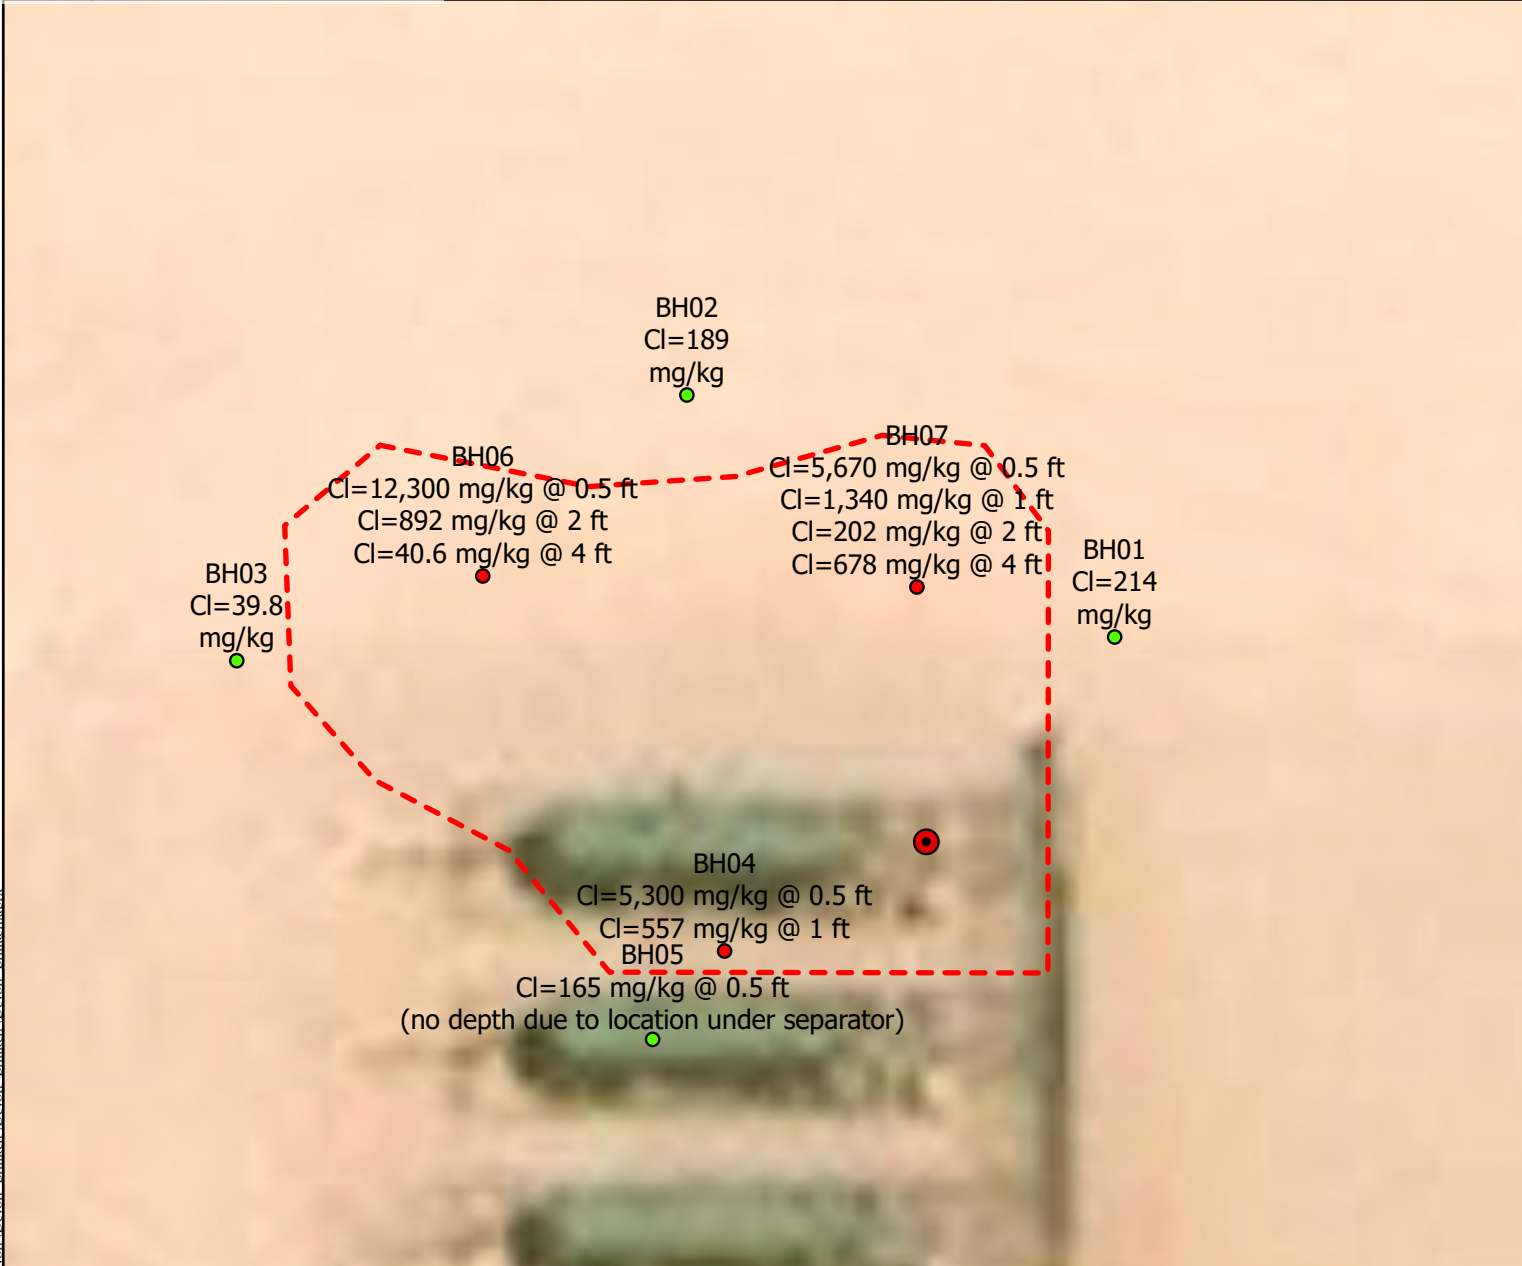 BH02
Cl=189
mg/kg
BH06
Cl=12,300 mg/kg @ 0.5 ft
Cl=892 mg/kg @ 2 ft
Cl=40.6 mg/kg @ 4 ft
BH07
Cl=5,670 mg/kg @ 0.5 ft
Cl=1,340 mg/kg @ 1 ft
Cl=202 mg/kg @ 2 ft
Cl=678 mg/kg @ 4 ft
BH03
Cl=39.8
mg/kg
BH01
Cl=214
mg/kg
BH04
Cl=5,300 mg/kg @ 0.5 ft
Cl=557 mg/kg @ 1 ft
BH05
Cl=165 mg/kg @ 0.5 ft
(no depth due to location under separator)